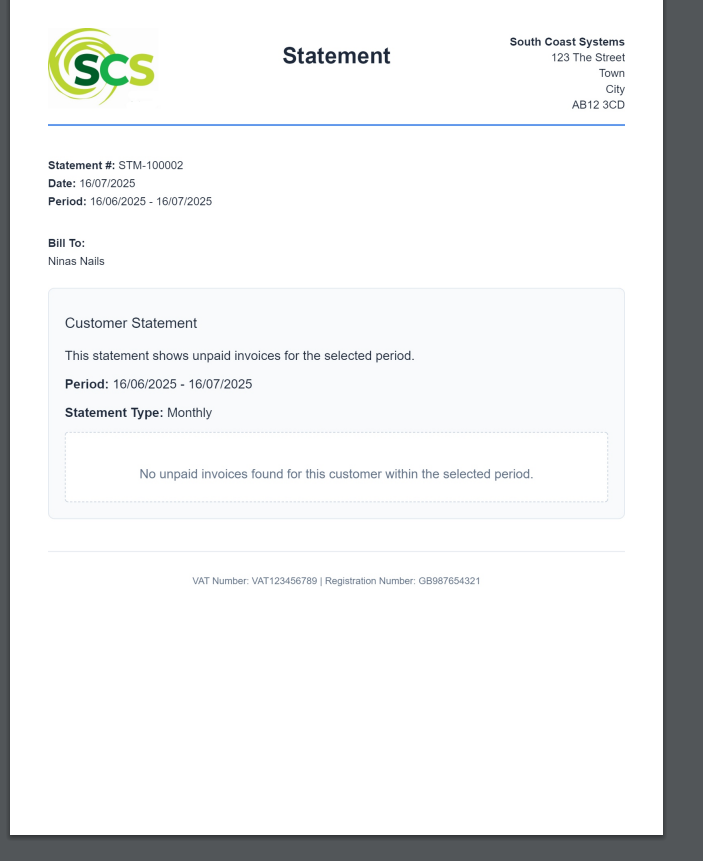 SCS
Statement
South Coast Systems
123 The Street
Town
City
AB12 3CD
Statement #: STM-100002
Date: 16/07/2025
Period: 16/06/2025 - 16/07/2025
Bill To:
Ninas Nails
Customer Statement
This statement shows unpaid invoices for the selected period.
Period: 16/06/2025 - 16/07/2025
Statement Type: Monthly
No unpaid invoices found for this customer within the selected period.
VAT Number: VAT123456789 | Registration Number: GB987654321